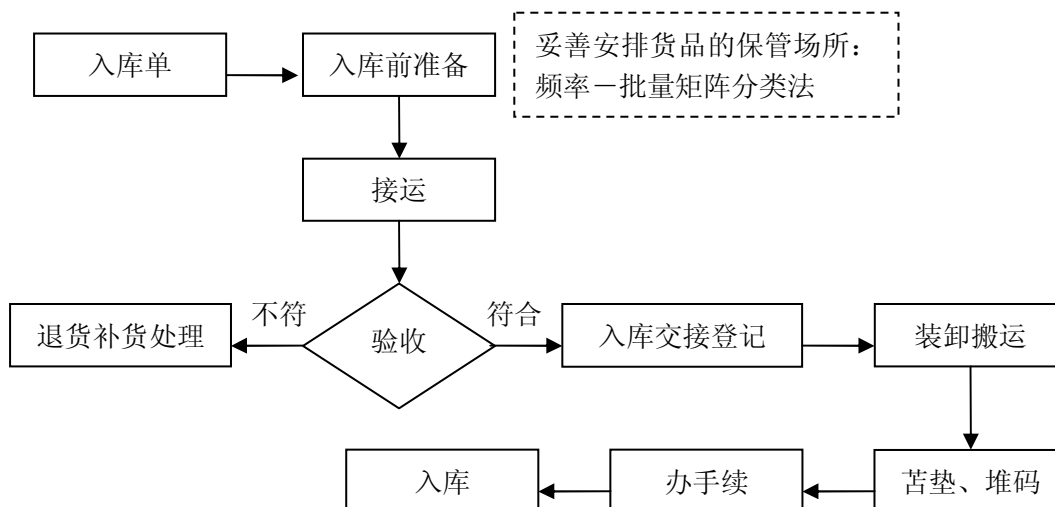 入库单
入库前准备
妥善安排货品的保管场所：
频率－批量矩阵分类法
接运
退货补货处理
不符
验收
符合
入库交接登记
装卸搬运
入库
办手续
苫垫、堆码